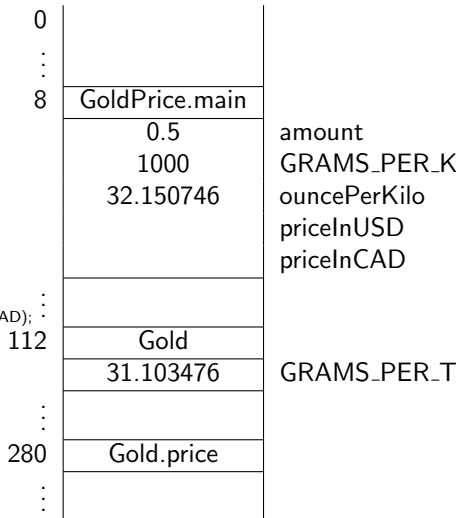 0
⋮
8 GoldPrice.main
0.5 amount
1000 GRAMS_PER_K
32.150746 ouncePerKilo
priceInUSD
priceInCAD
⋮
AD);
112 Gold
31.103476 GRAMS_PER_T
⋮
280 Gold.price
⋮